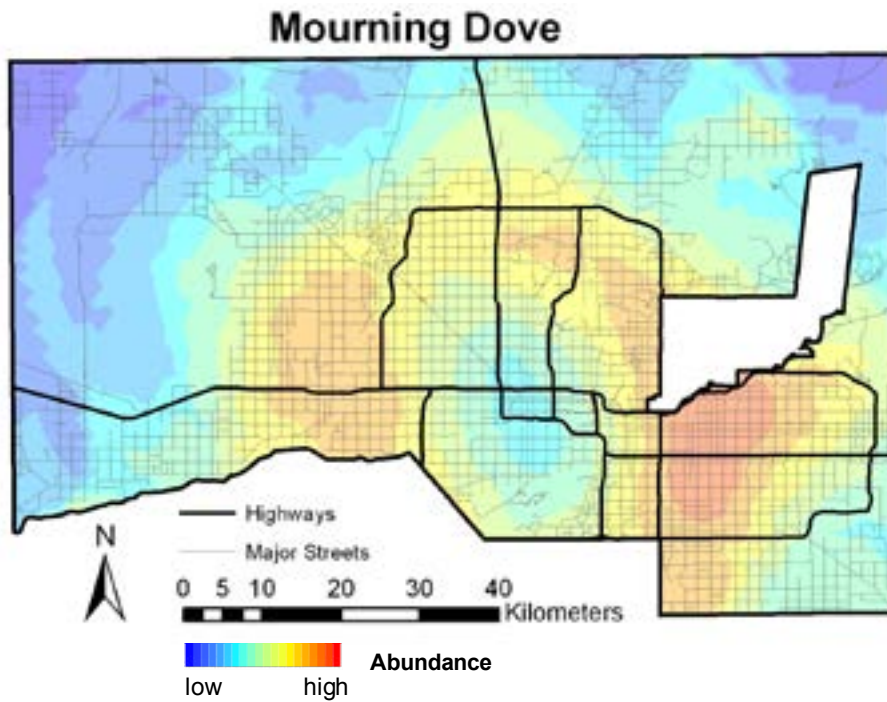 Mourning Dove
Highways
Major Streets
N
0 5 10 20 30 40
Kilometers
Abundance
low high